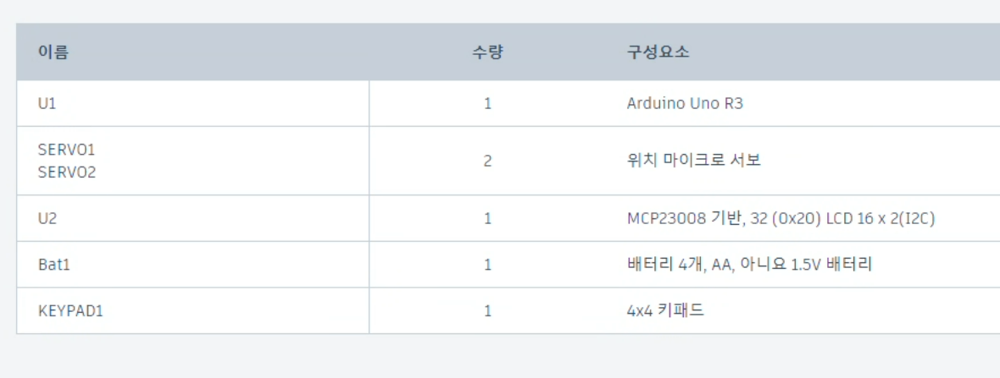 이름 수량 구성요소
U1 1 Arduino Uno R3
SERVO1
SERVO2 2 위치 마이크로 서보
U2 1 MCP23008 기반, 32 (0x20) LCD 16 x 2(I2C)
Bat1 1 배터리 4개, AA, 아니요 1.5V 배터리
KEYPAD1 1 4x4 키패드